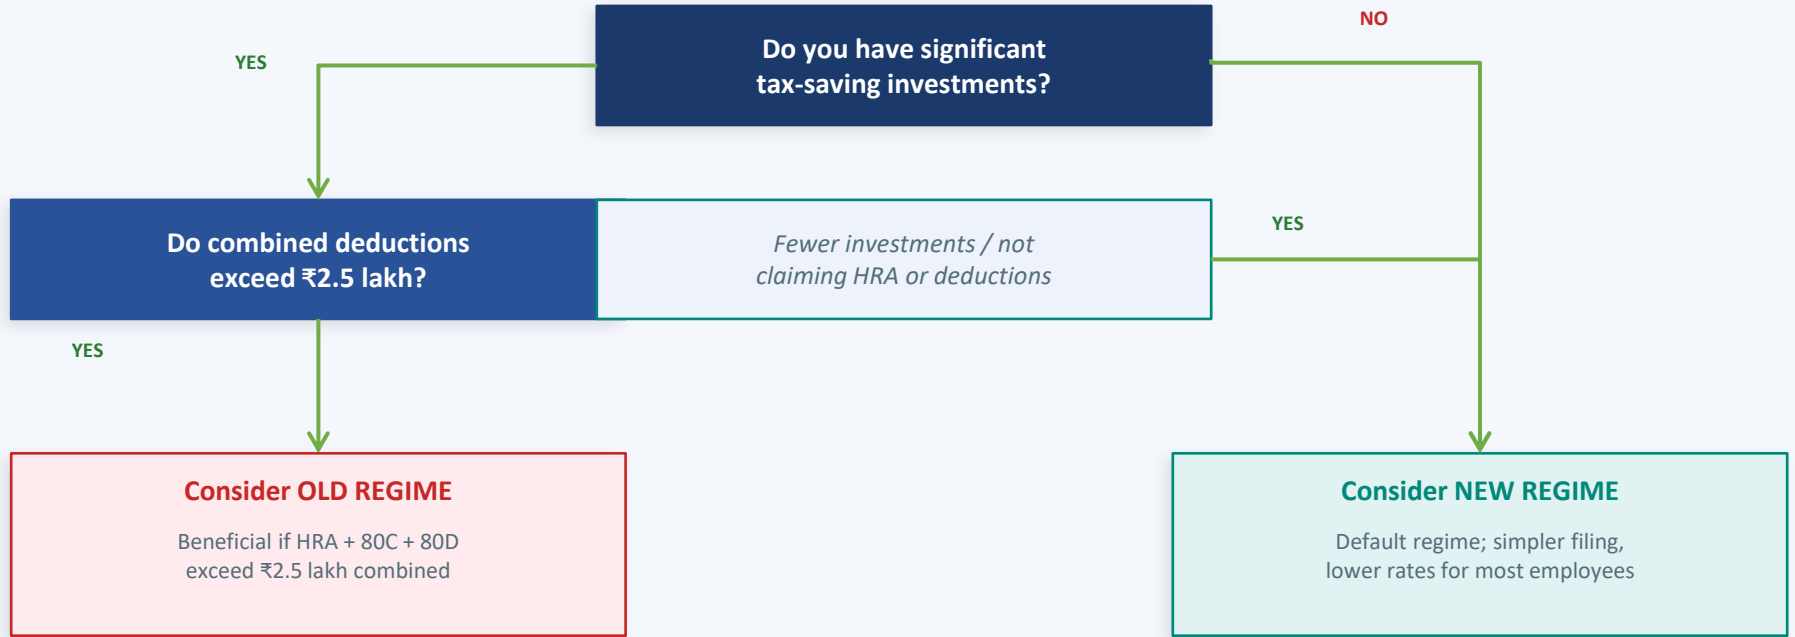 NO
Do you have significant
tax-saving investments?
YES
Do combined deductions
exceed ₹2.5 lakh?
Fewer investments / not
claiming HRA or deductions
YES
YES
Consider OLD REGIME
Beneficial if HRA + 80C + 80D
exceed ₹2.5 lakh combined
Consider NEW REGIME
Default regime; simpler filing,
lower rates for most employees